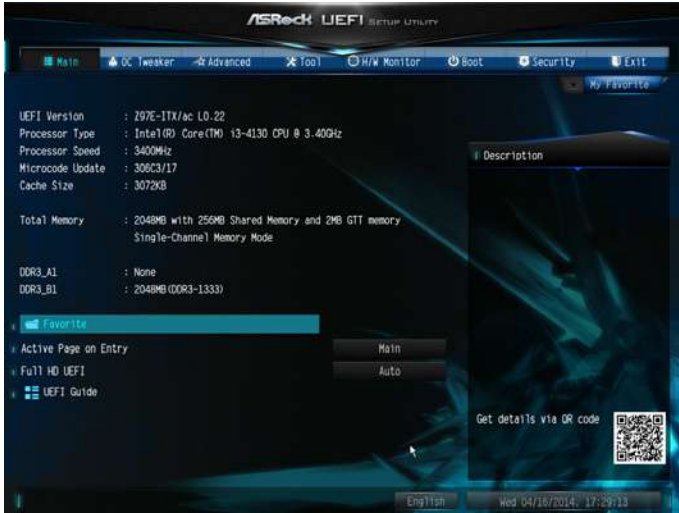 ASRock UEFI SETUP UTILITY
Main OC Tweaker Advanced Tool H/W Monitor Boot Security Exit
My Favorite
UEFI Version : Z97E-ITX/ac L0.22
Processor Type : Intel(R) Core(TM) i3-4130 CPU @ 3.40GHz
Processor Speed : 3400MHz
Microcode Update : 306C3/17
Cache Size : 3072KB
Total Memory : 2048MB with 256MB Shared Memory and 2MB GTT memory
Single-Channel Memory Mode
DDR3_A1 : None
DDR3_B1 : 2048MB(DDR3-1333)
Favorite
Active Page on Entry Main
Full HD UEFI Auto
UEFI Guide
Description
Get details via QR code
English Wed 04/16/2014, 17:29:13